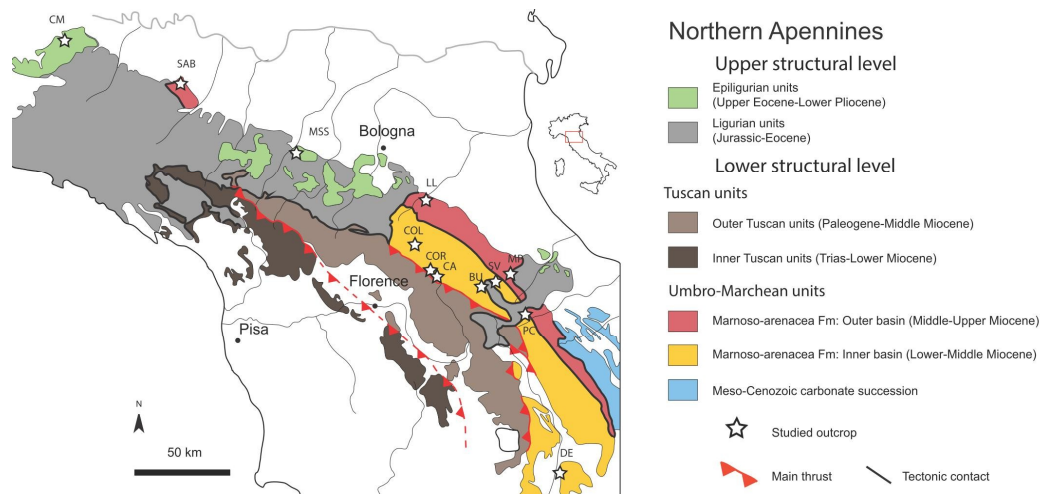 CM
SAB
MSS
Bologna
LL
COL
COR
CA
SV
MP
BU
Florence
PC
Pisa
N
50 km
DE
Northern Apennines
Upper structural level
Epiligurian units
(Upper Eocene-Lower Pliocene)
Ligurian units
(Jurassic-Eocene)
Lower structural level
Tuscan units
Outer Tuscan units (Paleogene-Middle Miocene)
Inner Tuscan units (Trias-Lower Miocene)
Umbro-Marchean units
Marnoso-arenacea Fm: Outer basin (Middle-Upper Miocene)
Marnoso-arenacea Fm: Inner basin (Lower-Middle Miocene)
Meso-Cenozoic carbonate succession
Studied outcrop
Main thrust
Tectonic contact